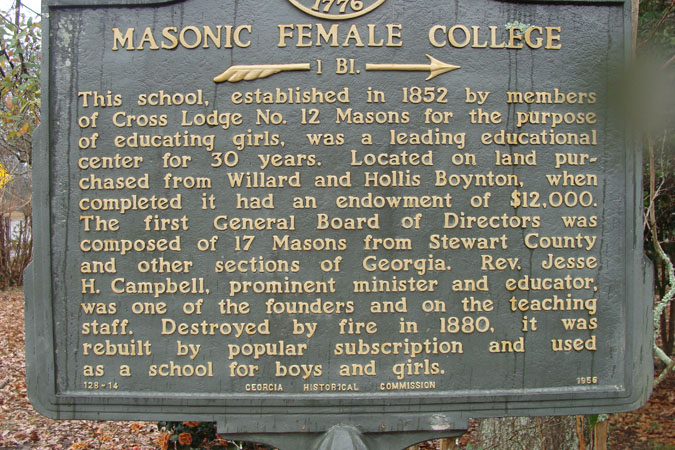 1776
MASONIC FEMALE COLLEGE
1 Bl.
This school, established in 1852 by members
of Cross Lodge No. 12 Masons for the purpose
of educating girls, was a leading educational
center for 30 years. Located on land pur-
chased from Willard and Hollis Boynton, when
completed it had an endowment of $12,000.
The first General Board of Directors was
composed of 17 Masons from Stewart County
and other sections of Georgia. Rev. Jesse
H. Campbell, prominent minister and educator,
was one of the founders and on the teaching
staff. Destroyed by fire in 1880, it was
rebuilt by popular subscription and used
as a school for boys and girls.
128-14 GEORGIA HISTORICAL COMMISSION 1956